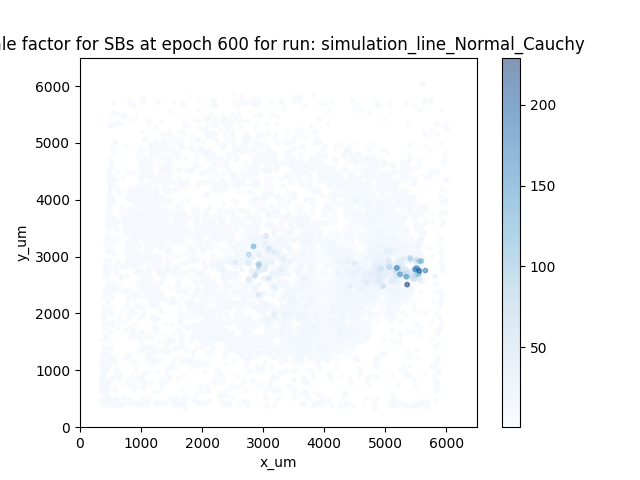 le factor for SBs at epoch 600 for run: simulation_line_Normal_Cauchy
6000
5000
4000
3000
2000
1000
0
y_um
0 1000 2000 3000 4000 5000 6000
x_um
200
150
100
50